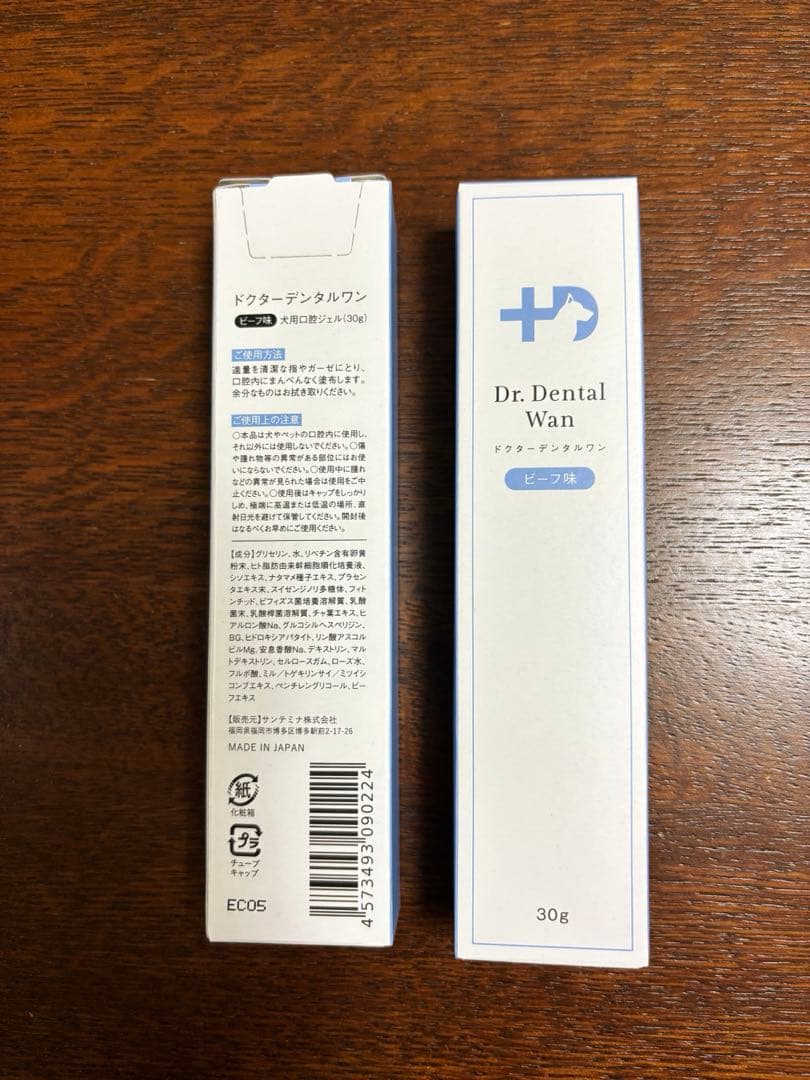 ドクターデンタルワン
ビーフ味 犬用口腔ジェル(30g)
ご使用方法
適量を清潔な指やガーゼにとり、
口腔内にまんべんなく塗布します。
余分なものはお拭き取りください。
ご使用上の注意
○本品は犬やペットの口腔内に使用し、
それ以外には使用しないでください。○傷
や腫れ物等の異常がある部位にはお使
いにならないでください。○使用中に腫れ
などの異常が見られた場合は使用をご中
止ください。○使用後はキャップをしっかり
しめ、極端に高温または低温の場所、直
射日光を避けて保管してください。開封後
はなるべくお早めにご使用ください。
【成分】グリセリン、水、リベチン含有卵黄
粉末、ヒト脂肪由来幹細胞順化培養液、
シソエキス、ナタマメ種子エキス、プラセン
タエキス末、スイゼンジノリ多糖体、フィト
ンチッド、ビフィズス菌培養溶解質、乳酸
菌末、乳酸桿菌溶解質、チャ葉エキス、ヒ
アルロン酸Na、グルコシルヘスペリジン、
BG、ヒドロキシアパタイト、リン酸アスコル
ビルMg、安息香酸Na、デキストリン、マル
トデキストリン、セルロースガム、ローズ水、
フルボ酸、ミル/トゲキリンサイ/ミツイシ
コンブエキス、ペンチレングリコール、ビー
フエキス
【販売元】サンテミナ株式会社
福岡県福岡市博多区博多駅前2-17-26
MADE IN JAPAN
紙
化粧箱
プラ
チューブ
キャップ
EC05
4573493090224
Dr. Dental
Wan
ドクターデンタルワン
ビーフ味
30g